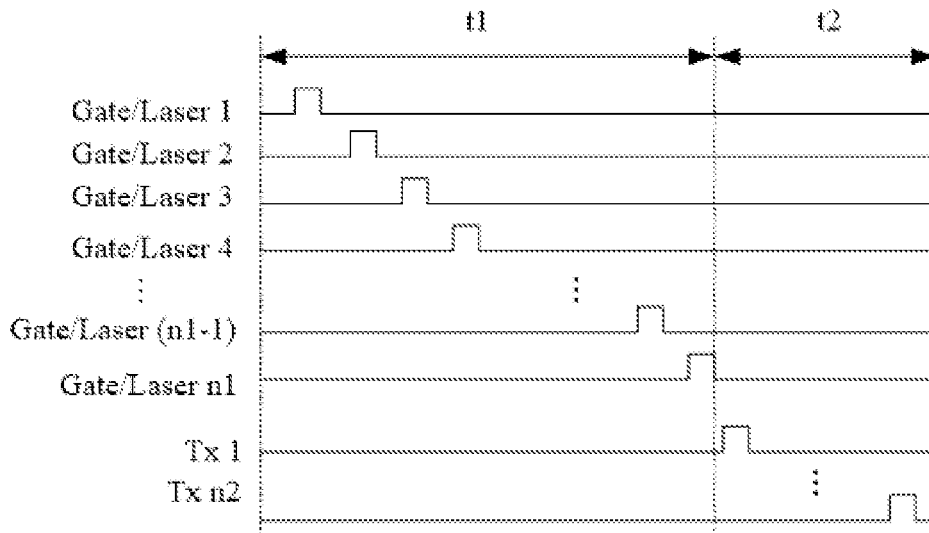 t1 t2
Gate/Laser 1
Gate/Laser 2
Gate/Laser 3
Gate/Laser 4
Gate/Laser (n1-1)
Gate/Laser n1
Tx 1
Tx n2